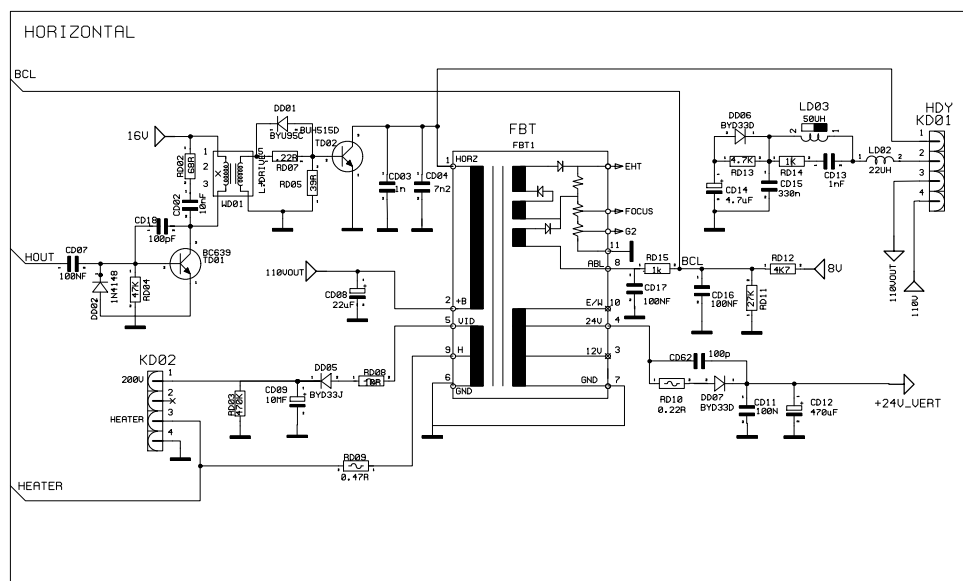 HORIZONTAL
BCL
16V
RD02
68R
CD02
10nF
1
2
3
WD01
L-DRIVES
DD01
BYU95C
BUH515D
TD02
.22R
RD07
RD05
39R
CD03
1n
CD04
7n2
CD18
100pF
BC639
TD01
HOUT
CD07
100NF
DD02
1N4148
RD04
47K
FBT
FBT1
1
HORZ
EHT
FOCUS
G2
11
ABL
8
2
+B
5
VID
9
H
6
GND
E/W
10
24V
4
12V
3
GND
7
110VOUT
CD08
22uF
RD15
1k
BCL
CD17
100NF
CD16
100NF
RD11
27K
RD12
4K7
8V
DD06
BYD33D
LD03
50UH
2
1
4.7K
RD13
1K
RD14
CD13
1nF
CD14
4.7uF
CD15
330n
LD02
22UH
HDY
KD01
1
2
3
4
110VOUT
110V
KD02
200V
HEATER
1
2
3
4
RD03
470K
CD09
10MF
DD05
BYD33J
RD08
RD09
0.47R
HEATER
CD62
100p
RD10
0.22R
DD07
BYD33D
CD11
100N
CD12
470uF
+24V_VERT